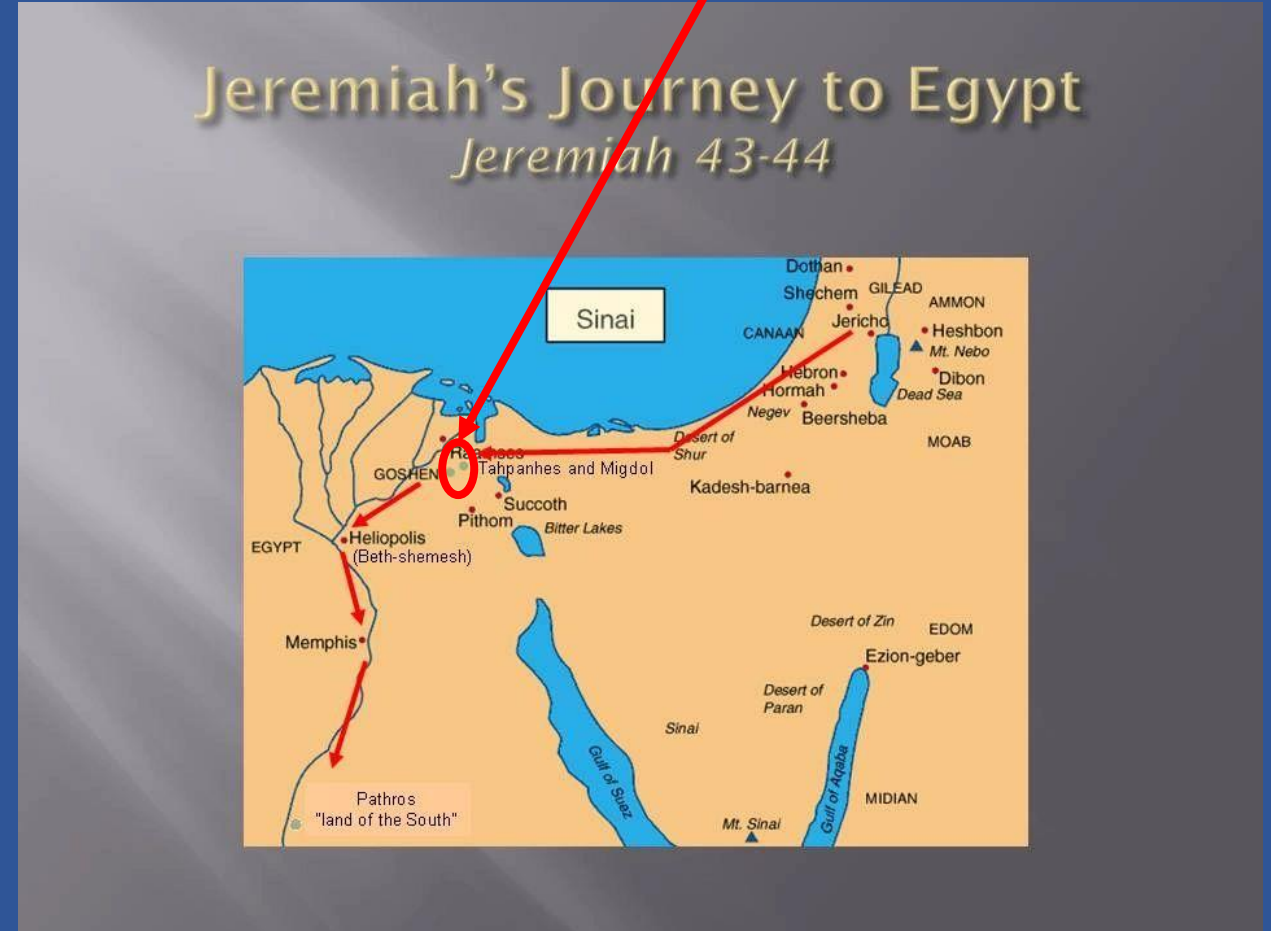 Jeremiah's Journey to Egypt
Jeremiah 43-44
Sinai
Dothan
Shechem
GILEAD
AMMON
Jericho
CANAAN
Heshbon
Mt. Nebo
Hebron
Hormah
Dibon
Dead Sea
Negev
Beersheba
Desert of
Shur
MOAB
Raamses
GOSHEN
Tahpanhes and Migdol
Kadesh-barnea
Succoth
Pithom
Bitter Lakes
Heliopolis
(Beth-shemesh)
EGYPT
Memphis
Desert of Zin
EDOM
Ezion-geber
Desert of
Paran
Sinai
Gulf of Suez
Gulf of Aqaba
MIDIAN
Pathros
"land of the South"
Mt. Sinai